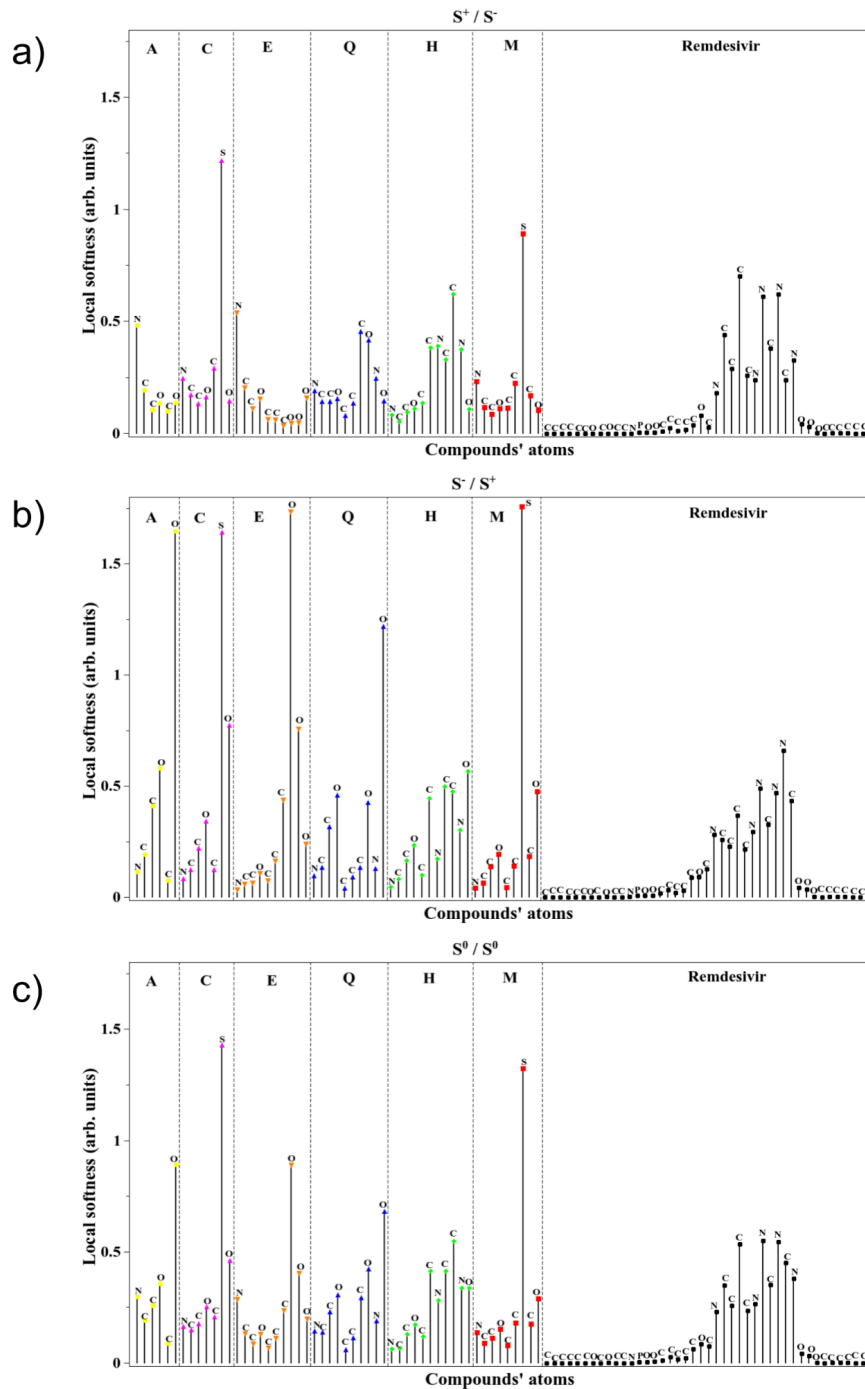 S⁺ / S⁻
a)
A C E Q H M Remdesivir
Local softness (arb. units)
1.5
1
0.5
0
N C C O C O
N C C O C S O
N C C O C C C O O O
N C C O C C C O N O
N C C O C C N C C N O
N C C O C C S C O
Compounds' atoms
S⁻ / S⁺
b)
A C E Q H M Remdesivir
Local softness (arb. units)
1.5
1
0.5
0
N C C O C O
N C C O C S O
N C C O C C C O O O
N C C O C C C O N O
N C C O C C N C C N O
N C C O C C S C O
Compounds' atoms
S⁰ / S⁰
c)
A C E Q H M Remdesivir
Local softness (arb. units)
1.5
1
0.5
0
N C C O C O
N C C O C S O
N C C O C C C O O O
N C C O C C C O N O
N C C O C C N C C N O
N C C O C C S C O
Compounds' atoms